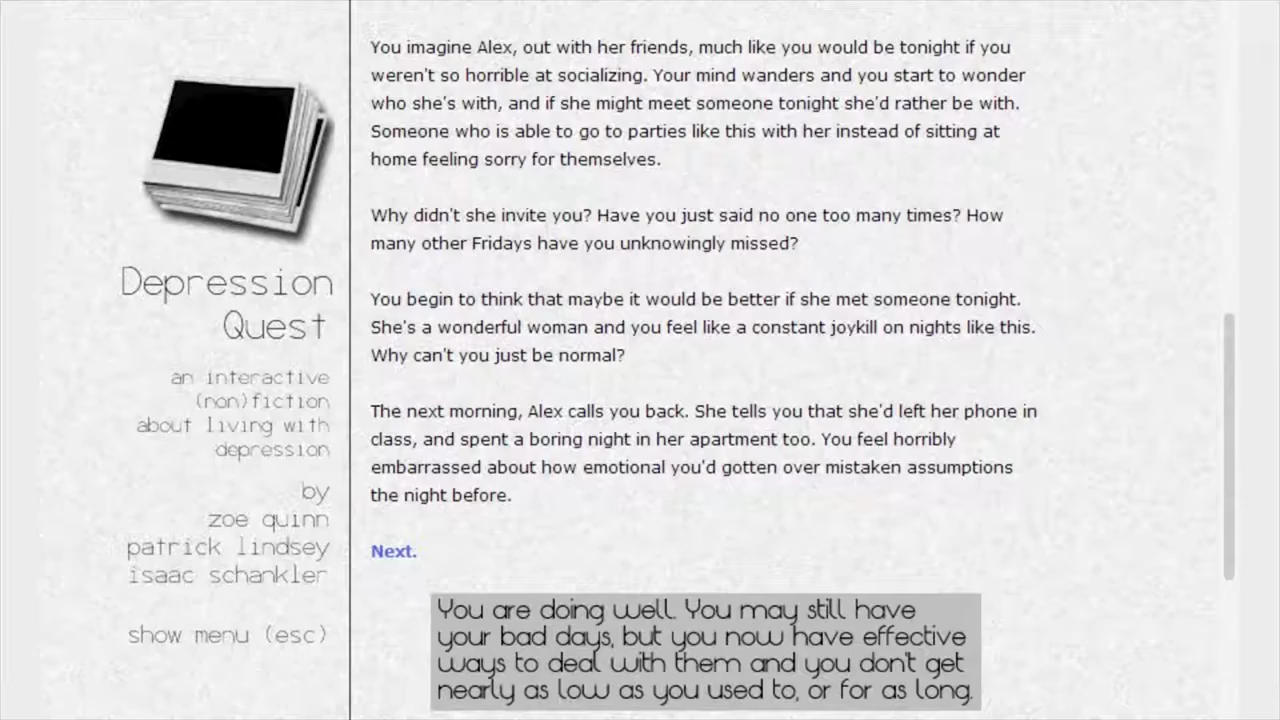 Depression
Quest
an interactive
(non)fiction
about living with
depression
by
zoe quinn
patrick lindsey
isaac schankler
show menu (esc)
You imagine Alex, out with her friends, much like you would be tonight if you
weren't so horrible at socializing. Your mind wanders and you start to wonder
who she's with, and if she might meet someone tonight she'd rather be with.
Someone who is able to go to parties like this with her instead of sitting at
home feeling sorry for themselves.
Why didn't she invite you? Have you just said no one too many times? How
many other Fridays have you unknowingly missed?
You begin to think that maybe it would be better if she met someone tonight.
She's a wonderful woman and you feel like a constant joykill on nights like this.
Why can't you just be normal?
The next morning, Alex calls you back. She tells you that she'd left her phone in
class, and spent a boring night in her apartment too. You feel horribly
embarrassed about how emotional you'd gotten over mistaken assumptions
the night before.
Next.
You are doing well. You may still have
your bad days, but you now have effective
ways to deal with them and you don't get
nearly as low as you used to, or for as long.